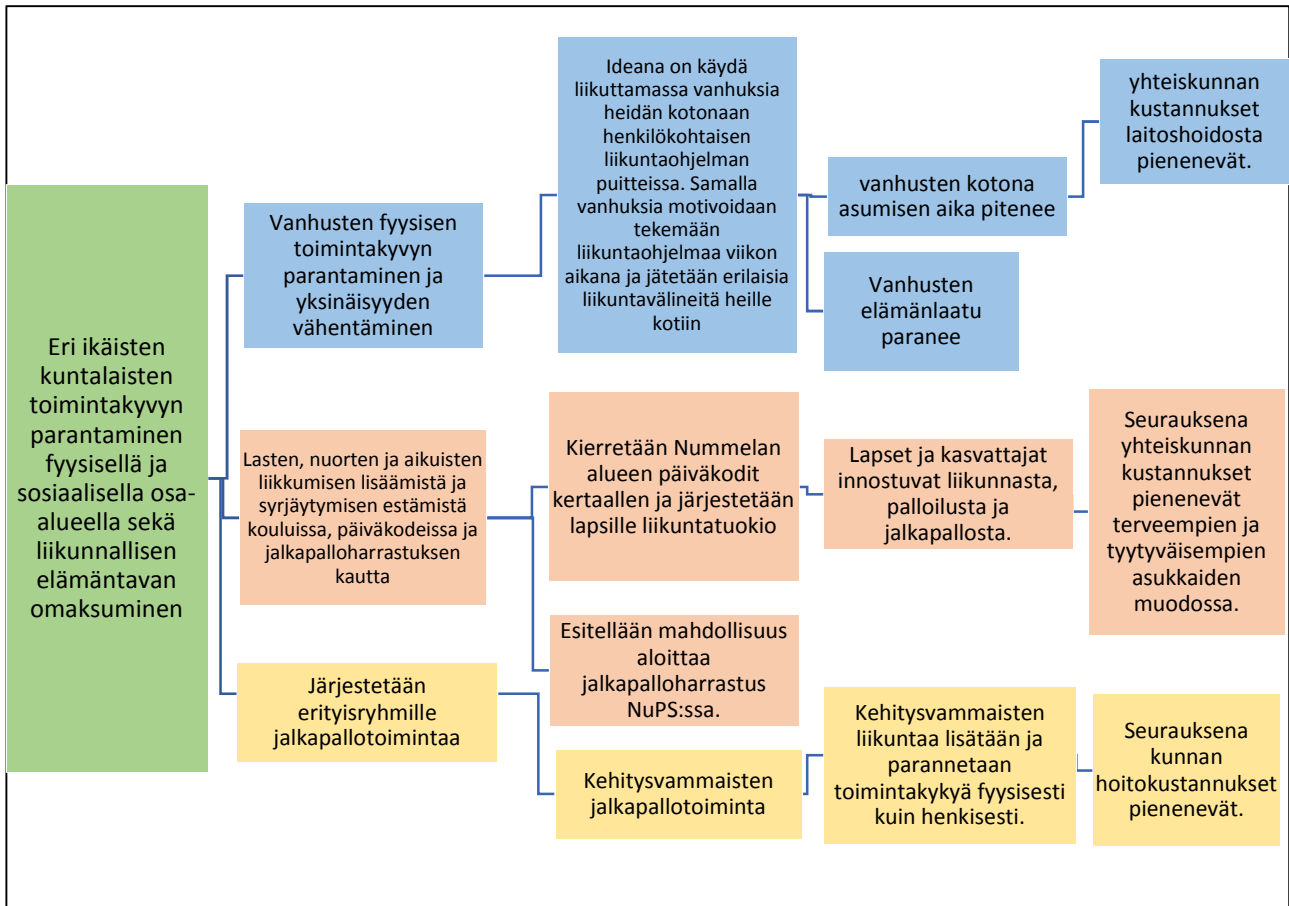 Eri ikäisten
kuntalaisten
toimintakyvyn
parantaminen
fyysisellä ja
sosiaalisella osa-
alueella sekä
liikunnallisen
elämäntavan
omaksuminen
Vanhusten fyysisen
toimintakyvyn
parantaminen ja
yksinäisyyden
vähentäminen
Ideana on käydä
liikuttamassa vanhuksia
heidän kotonaan
henkilökohtaisen
liikuntaohjelman
puitteissa. Samalla
vanhuksia motivoidaan
tekemään
liikuntaohjelmaa viikon
aikana ja jätetään erilaisia
liikuntavälineitä heille
kotiin
vanhusten kotona
asumisen aika pitenee
yhteiskunnan
kustannukset
laitoshoidosta
pienenevät.
Vanhusten
elämänlaatu
paranee
Lasten, nuorten ja aikuisten
liikkumisen lisäämistä ja
syrjäytymisen estämistä
kouluissa, päiväkodeissa ja
jalkapalloharrastuksen
kautta
Kierretään Nummelan
alueen päiväkodit
kertaallen ja järjestetään
lapsille liikuntatuokio
Lapset ja kasvattajat
innostuvat liikunnasta,
palloilusta ja
jalkapallosta.
Seurauksena
yhteiskunnan
kustannukset
pienenevät
terveempien ja
tyytyväisempien
asukkaiden
muodossa.
Esitellään mahdollisuus
aloittaa
jalkapalloharrastus
NuPS:ssa.
Järjestetään
erityisryhmille
jalkapallotoimintaa
Kehitysvammaisten
jalkapallotoiminta
Kehitysvammaisten
liikuntaa lisätään ja
parannetaan
toimintakykyä fyysisesti
kuin henkisesti.
Seurauksena
kunnan
hoitokustannukset
pienenevät.